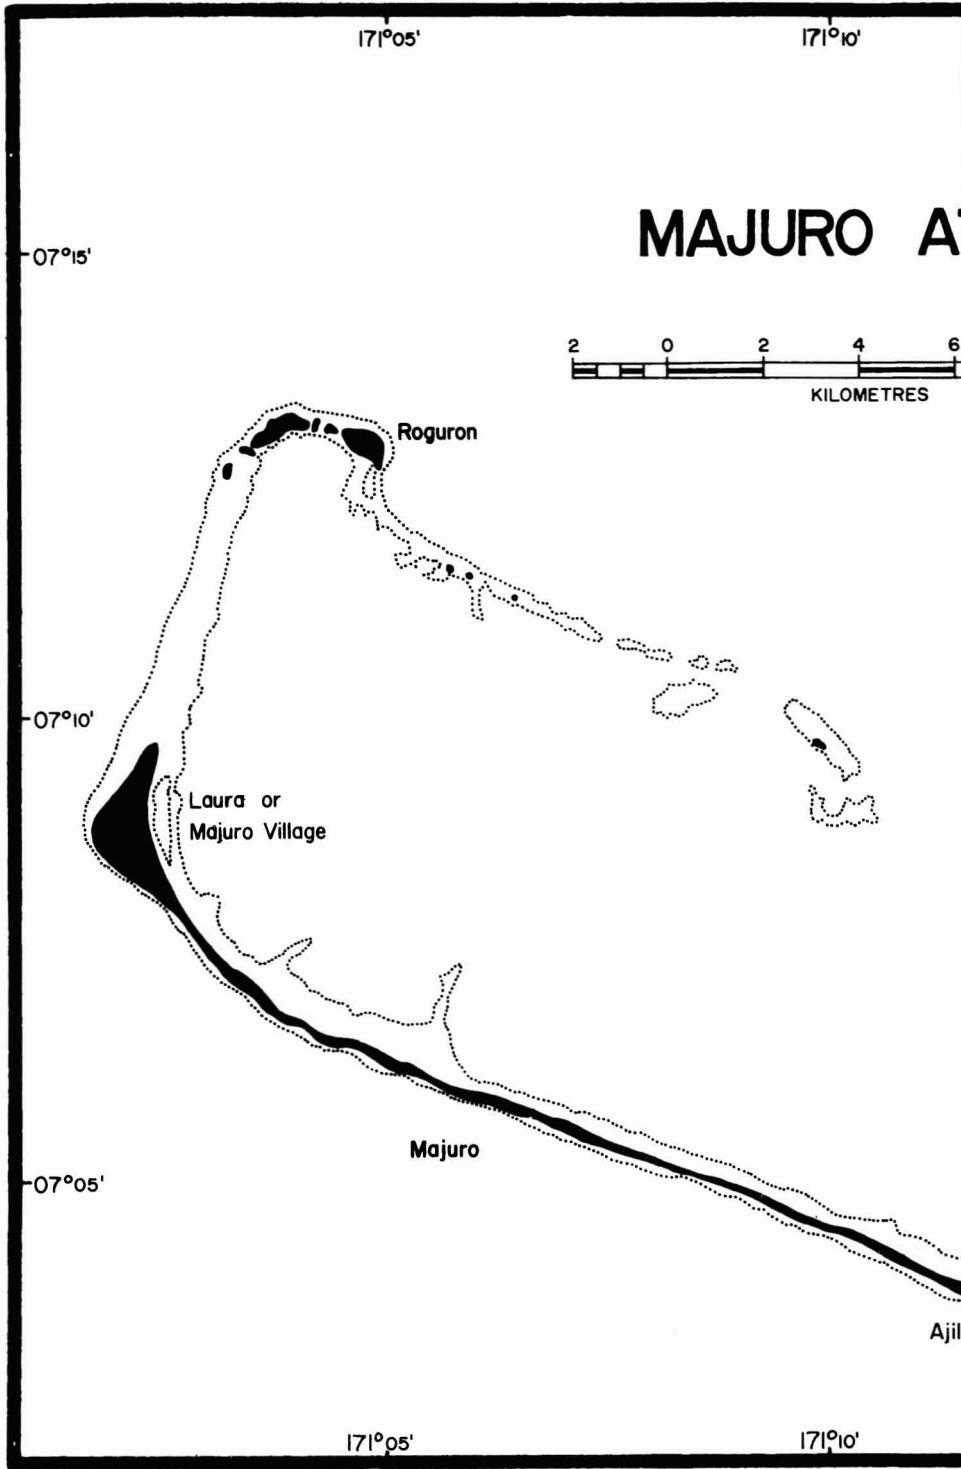 171°05' 171°10'
MAJURO AT
07°15'
2 0 2 4 6
KILOMETRES
Roguron
07°10'
Laura or
Majuro Village
Majuro
07°05'
Ajil
171°05' 171°10'